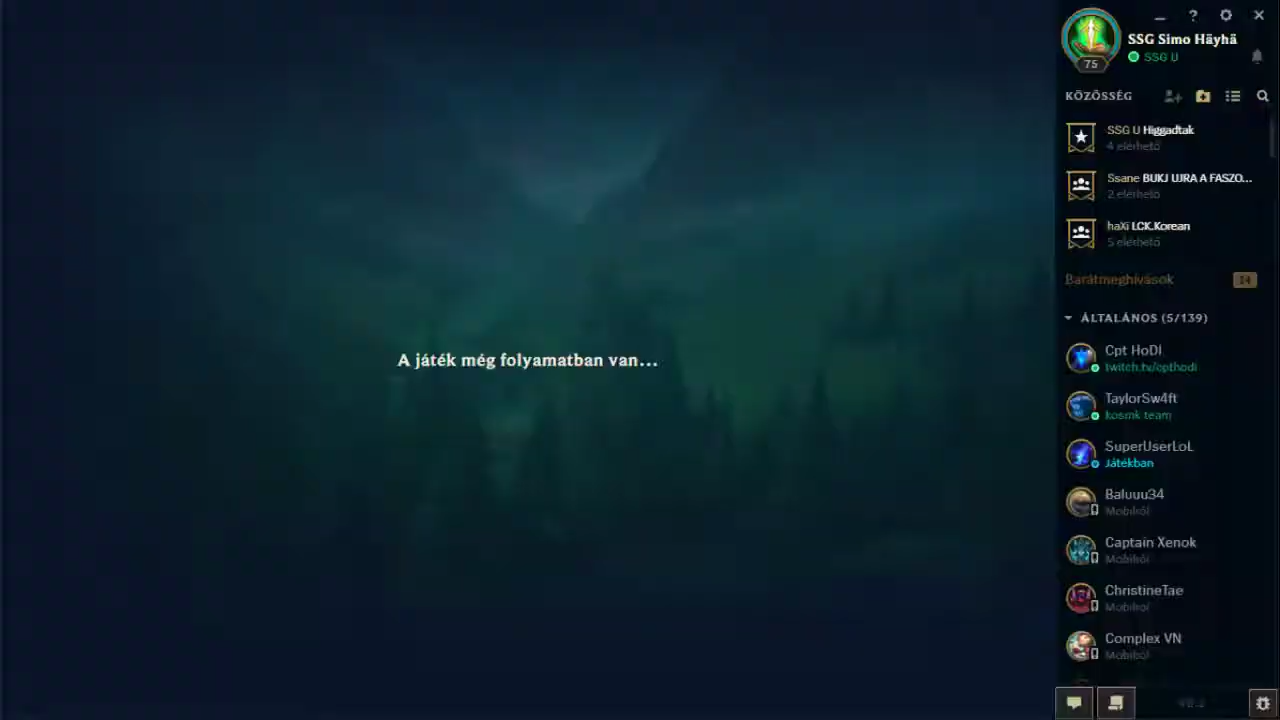 SSG Simo Häyhä
75
SSG U
KÖZÖSSÉG
SSG U Higgadtak
4 elérhető
Ssane BUKJ UJRA A FASZO...
2 elérhető
haXi LCK.Korean
5 elérhető
Barátmeghívások
14
ÁLTALÁNOS (5/139)
A játék még folyamatban van...
Cpt HoDI
twitch.tv/cpthodi
TaylorSw4ft
kosmk team
SuperUserLoL
Játékban
Baluuu34
Mobilról
Captain Xenok
Mobilról
ChristineTae
Mobilról
Complex VN
Mobilról